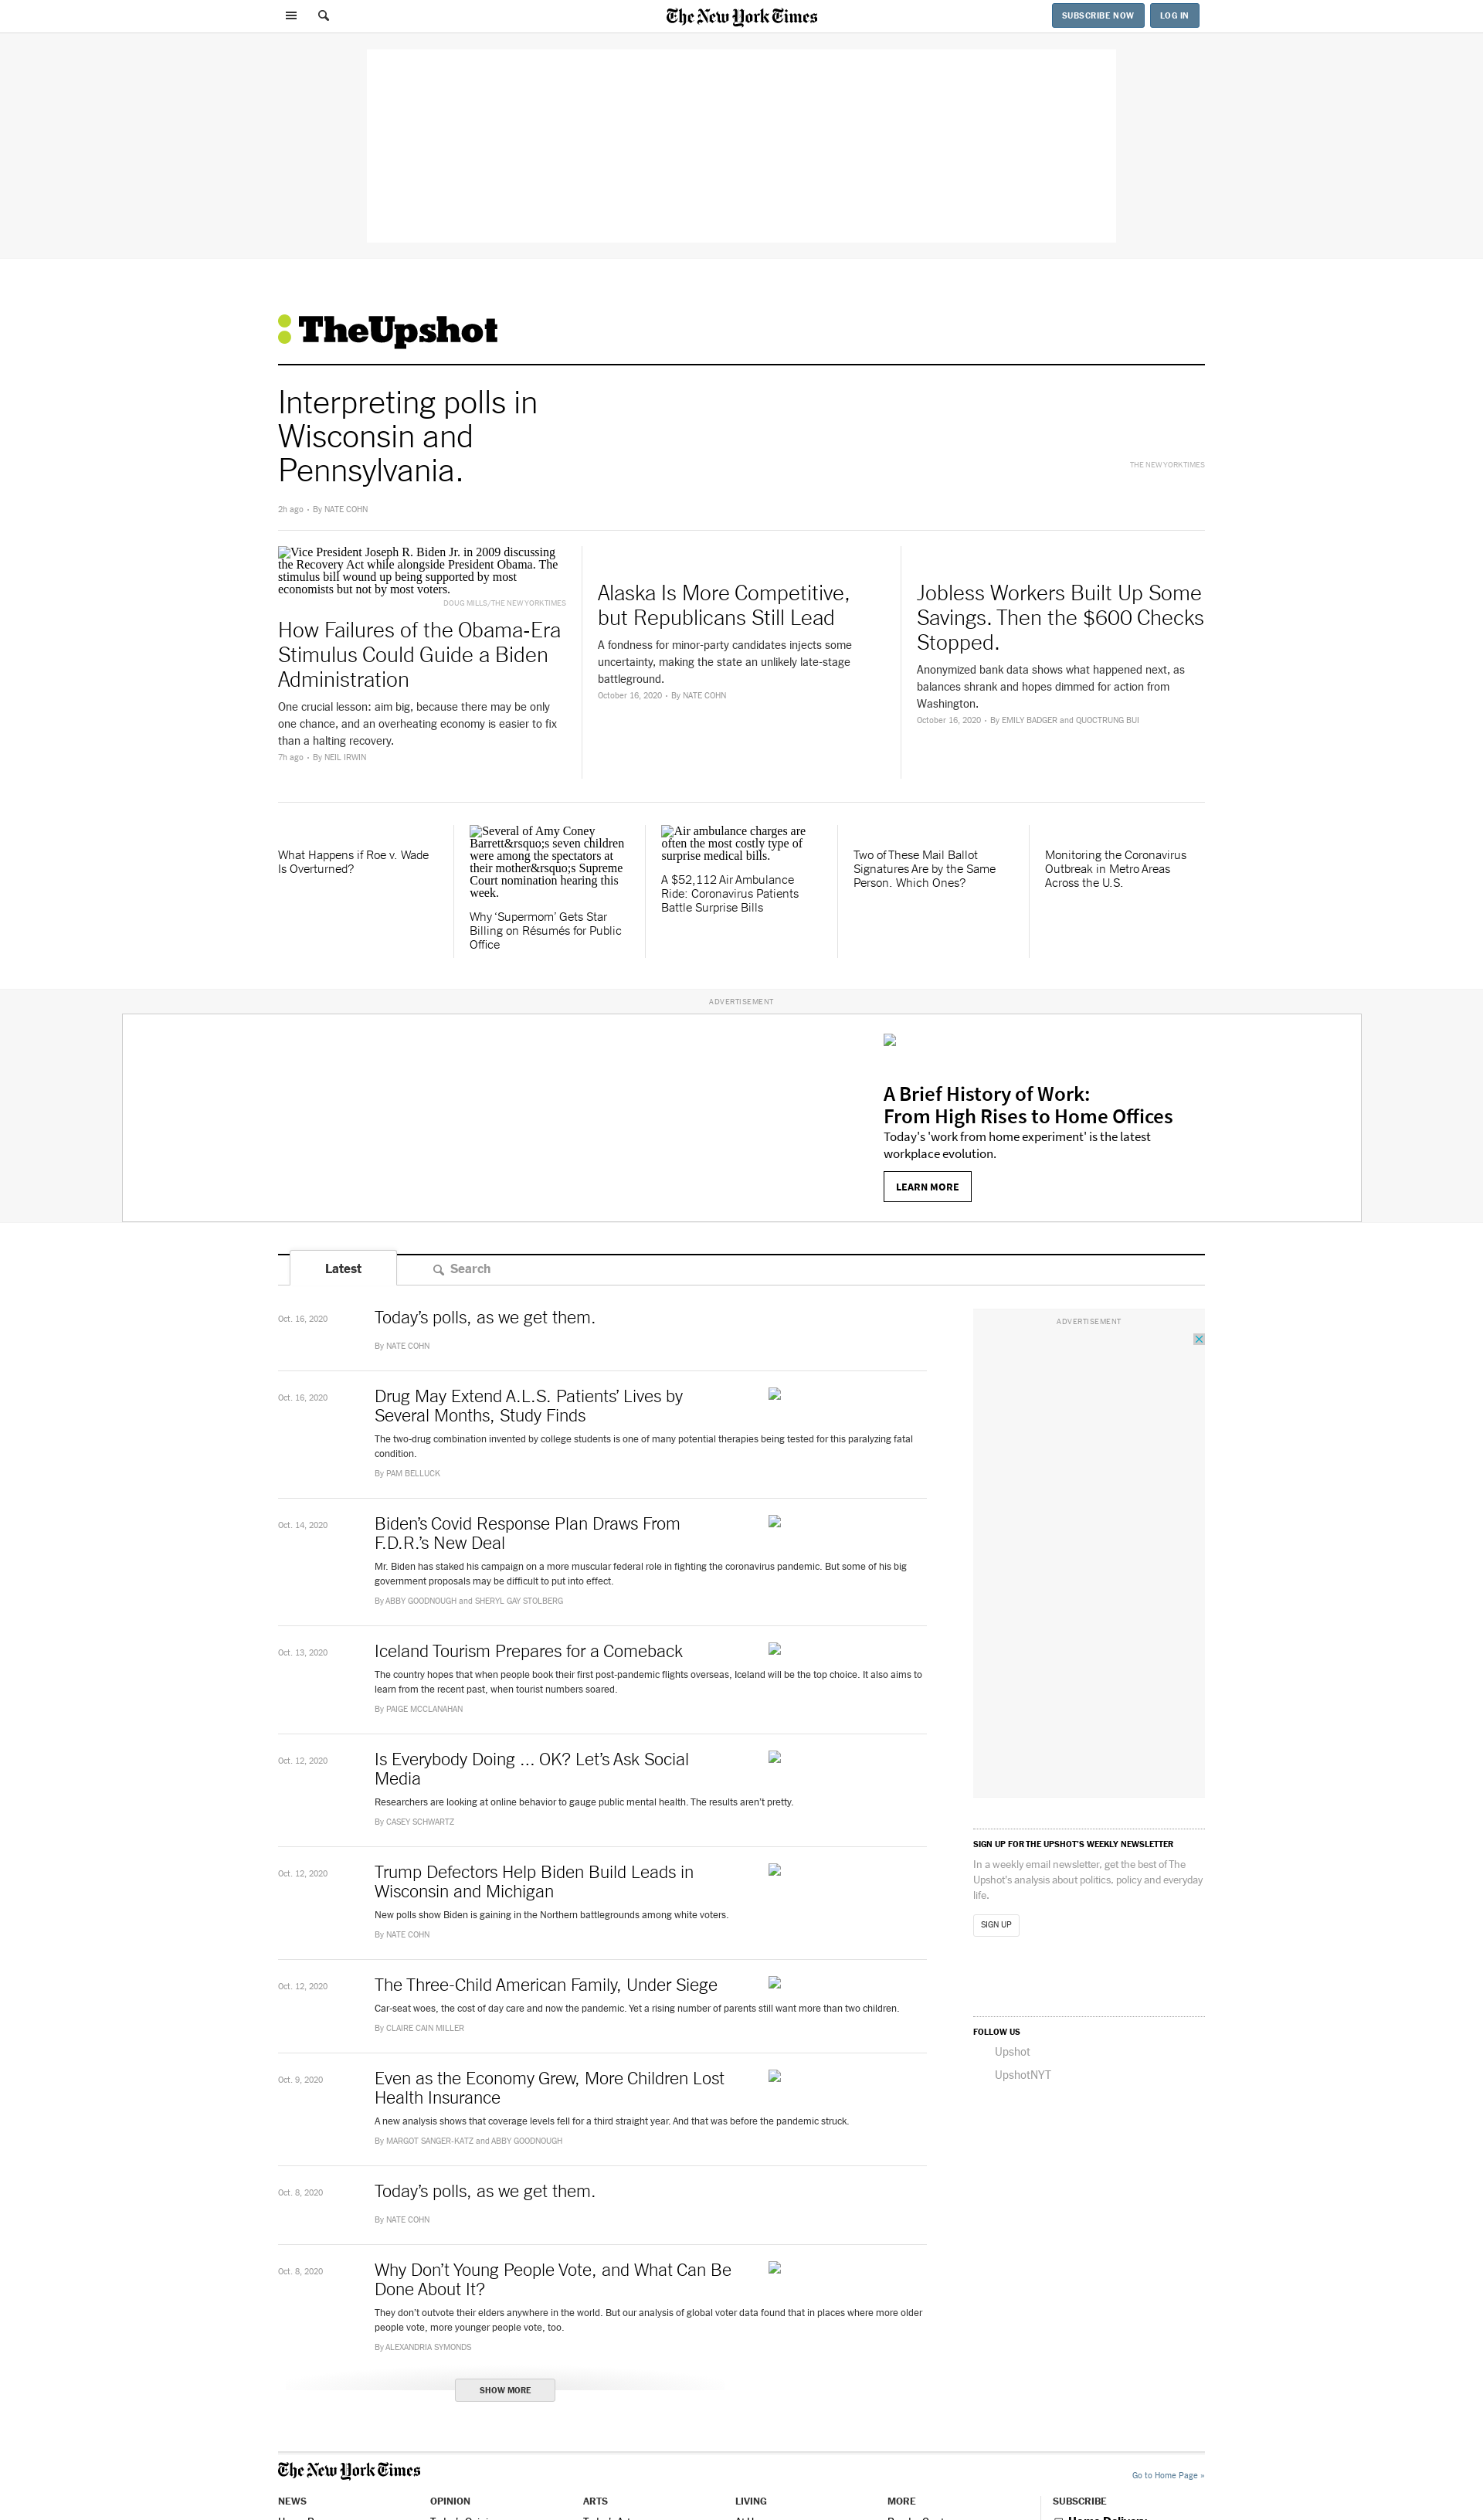 The New York Times
SUBSCRIBE NOW
LOG IN
TheUpshot
Interpreting polls in
Wisconsin and
Pennsylvania.
THE NEW YORK TIMES
2h ago • By NATE COHN
Vice President Joseph R. Biden Jr. in 2009 discussing
the Recovery Act while alongside President Obama. The
stimulus bill wound up being supported by most
economists but not by most voters.
DOUG MILLS/THE NEW YORK TIMES
How Failures of the Obama-Era
Stimulus Could Guide a Biden
Administration
One crucial lesson: aim big, because there may be only
one chance, and an overheating economy is easier to fix
than a halting recovery.
7h ago • By NEIL IRWIN
Alaska Is More Competitive,
but Republicans Still Lead
A fondness for minor-party candidates injects some
uncertainty, making the state an unlikely late-stage
battleground.
October 16, 2020 • By NATE COHN
Jobless Workers Built Up Some
Savings. Then the $600 Checks
Stopped.
Anonymized bank data shows what happened next, as
balances shrank and hopes dimmed for action from
Washington.
October 16, 2020 • By EMILY BADGER and QUOCTRUNG BUI
What Happens if Roe v. Wade
Is Overturned?
Several of Amy Coney
Barrett&rsquo;s seven children
were among the spectators at
their mother&rsquo;s Supreme
Court nomination hearing this
week.
Why ‘Supermom’ Gets Star
Billing on Résumés for Public
Office
Air ambulance charges are
often the most costly type of
surprise medical bills.
A $52,112 Air Ambulance
Ride: Coronavirus Patients
Battle Surprise Bills
Two of These Mail Ballot
Signatures Are by the Same
Person. Which Ones?
Monitoring the Coronavirus
Outbreak in Metro Areas
Across the U.S.
ADVERTISEMENT
A Brief History of Work:
From High Rises to Home Offices
Today's 'work from home experiment' is the latest
workplace evolution.
LEARN MORE
Latest
Search
Oct. 16, 2020
Today’s polls, as we get them.
By NATE COHN
Oct. 16, 2020
Drug May Extend A.L.S. Patients’ Lives by
Several Months, Study Finds
The two-drug combination invented by college students is one of many potential therapies being tested for this paralyzing fatal
condition.
By PAM BELLUCK
Oct. 14, 2020
Biden’s Covid Response Plan Draws From
F.D.R.’s New Deal
Mr. Biden has staked his campaign on a more muscular federal role in fighting the coronavirus pandemic. But some of his big
government proposals may be difficult to put into effect.
By ABBY GOODNOUGH and SHERYL GAY STOLBERG
Oct. 13, 2020
Iceland Tourism Prepares for a Comeback
The country hopes that when people book their first post-pandemic flights overseas, Iceland will be the top choice. It also aims to
learn from the recent past, when tourist numbers soared.
By PAIGE MCCLANAHAN
Oct. 12, 2020
Is Everybody Doing ... OK? Let’s Ask Social
Media
Researchers are looking at online behavior to gauge public mental health. The results aren’t pretty.
By CASEY SCHWARTZ
Oct. 12, 2020
Trump Defectors Help Biden Build Leads in
Wisconsin and Michigan
New polls show Biden is gaining in the Northern battlegrounds among white voters.
By NATE COHN
Oct. 12, 2020
The Three-Child American Family, Under Siege
Car-seat woes, the cost of day care and now the pandemic. Yet a rising number of parents still want more than two children.
By CLAIRE CAIN MILLER
Oct. 9, 2020
Even as the Economy Grew, More Children Lost
Health Insurance
A new analysis shows that coverage levels fell for a third straight year. And that was before the pandemic struck.
By MARGOT SANGER-KATZ and ABBY GOODNOUGH
Oct. 8, 2020
Today’s polls, as we get them.
By NATE COHN
Oct. 8, 2020
Why Don’t Young People Vote, and What Can Be
Done About It?
They don’t outvote their elders anywhere in the world. But our analysis of global voter data found that in places where more older
people vote, more younger people vote, too.
By ALEXANDRIA SYMONDS
SHOW MORE
ADVERTISEMENT
SIGN UP FOR THE UPSHOT’S WEEKLY NEWSLETTER
In a weekly email newsletter, get the best of The
Upshot’s analysis about politics, policy and everyday
life.
SIGN UP
FOLLOW US
Upshot
UpshotNYT
The New York Times
Go to Home Page »
NEWS
OPINION
ARTS
LIVING
MORE
SUBSCRIBE